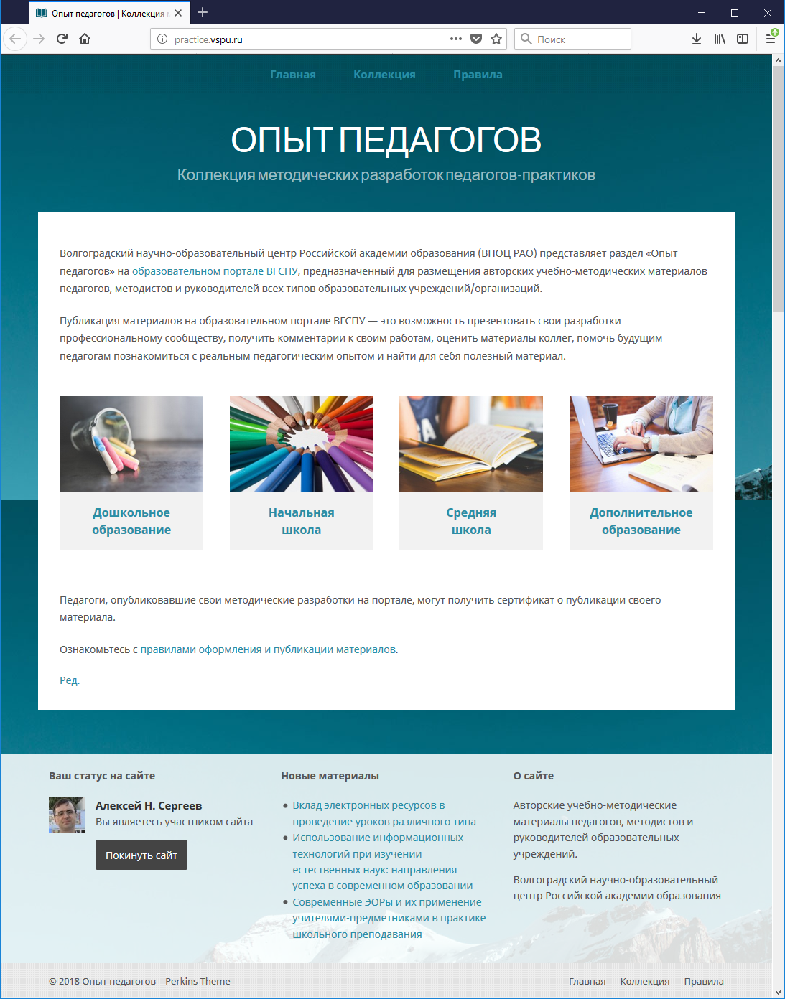 Опыт педагогов | Коллекция
practice.vspu.ru
Поиск
Главная Коллекция Правила
ОПЫТ ПЕДАГОГОВ
Коллекция методических разработок педагогов-практиков
Волгоградский научно-образовательный центр Российской академии образования (ВНОЦ РАО) представляет раздел «Опыт
педагогов» на образовательном портале ВГСПУ, предназначенный для размещения авторских учебно-методических материалов
педагогов, методистов и руководителей всех типов образовательных учреждений/организаций.
Публикация материалов на образовательном портале ВГСПУ — это возможность презентовать свои разработки
профессиональному сообществу, получить комментарии к своим работам, оценить материалы коллег, помочь будущим
педагогам познакомиться с реальным педагогическим опытом и найти для себя полезный материал.
Дошкольное
образование
Начальная
школа
Средняя
школа
Дополнительное
образование
Педагоги, опубликовавшие свои методические разработки на портале, могут получить сертификат о публикации своего
материала.
Ознакомьтесь с правилами оформления и публикации материалов.
Ред.
Ваш статус на сайте
Алексей Н. Сергеев
Вы являетесь участником сайта
Покинуть сайт
Новые материалы
Вклад электронных ресурсов в
проведение уроков различного типа
Использование информационных
технологий при изучении
естественных наук: направления
успеха в современном образовании
Современные ЭОРы и их применение
учителями-предметниками в практике
школьного преподавания
О сайте
Авторские учебно-методические
материалы педагогов, методистов и
руководителей образовательных
учреждений.
Волгоградский научно-образовательный
центр Российской академии образования
© 2018 Опыт педагогов – Perkins Theme
Главная Коллекция Правила